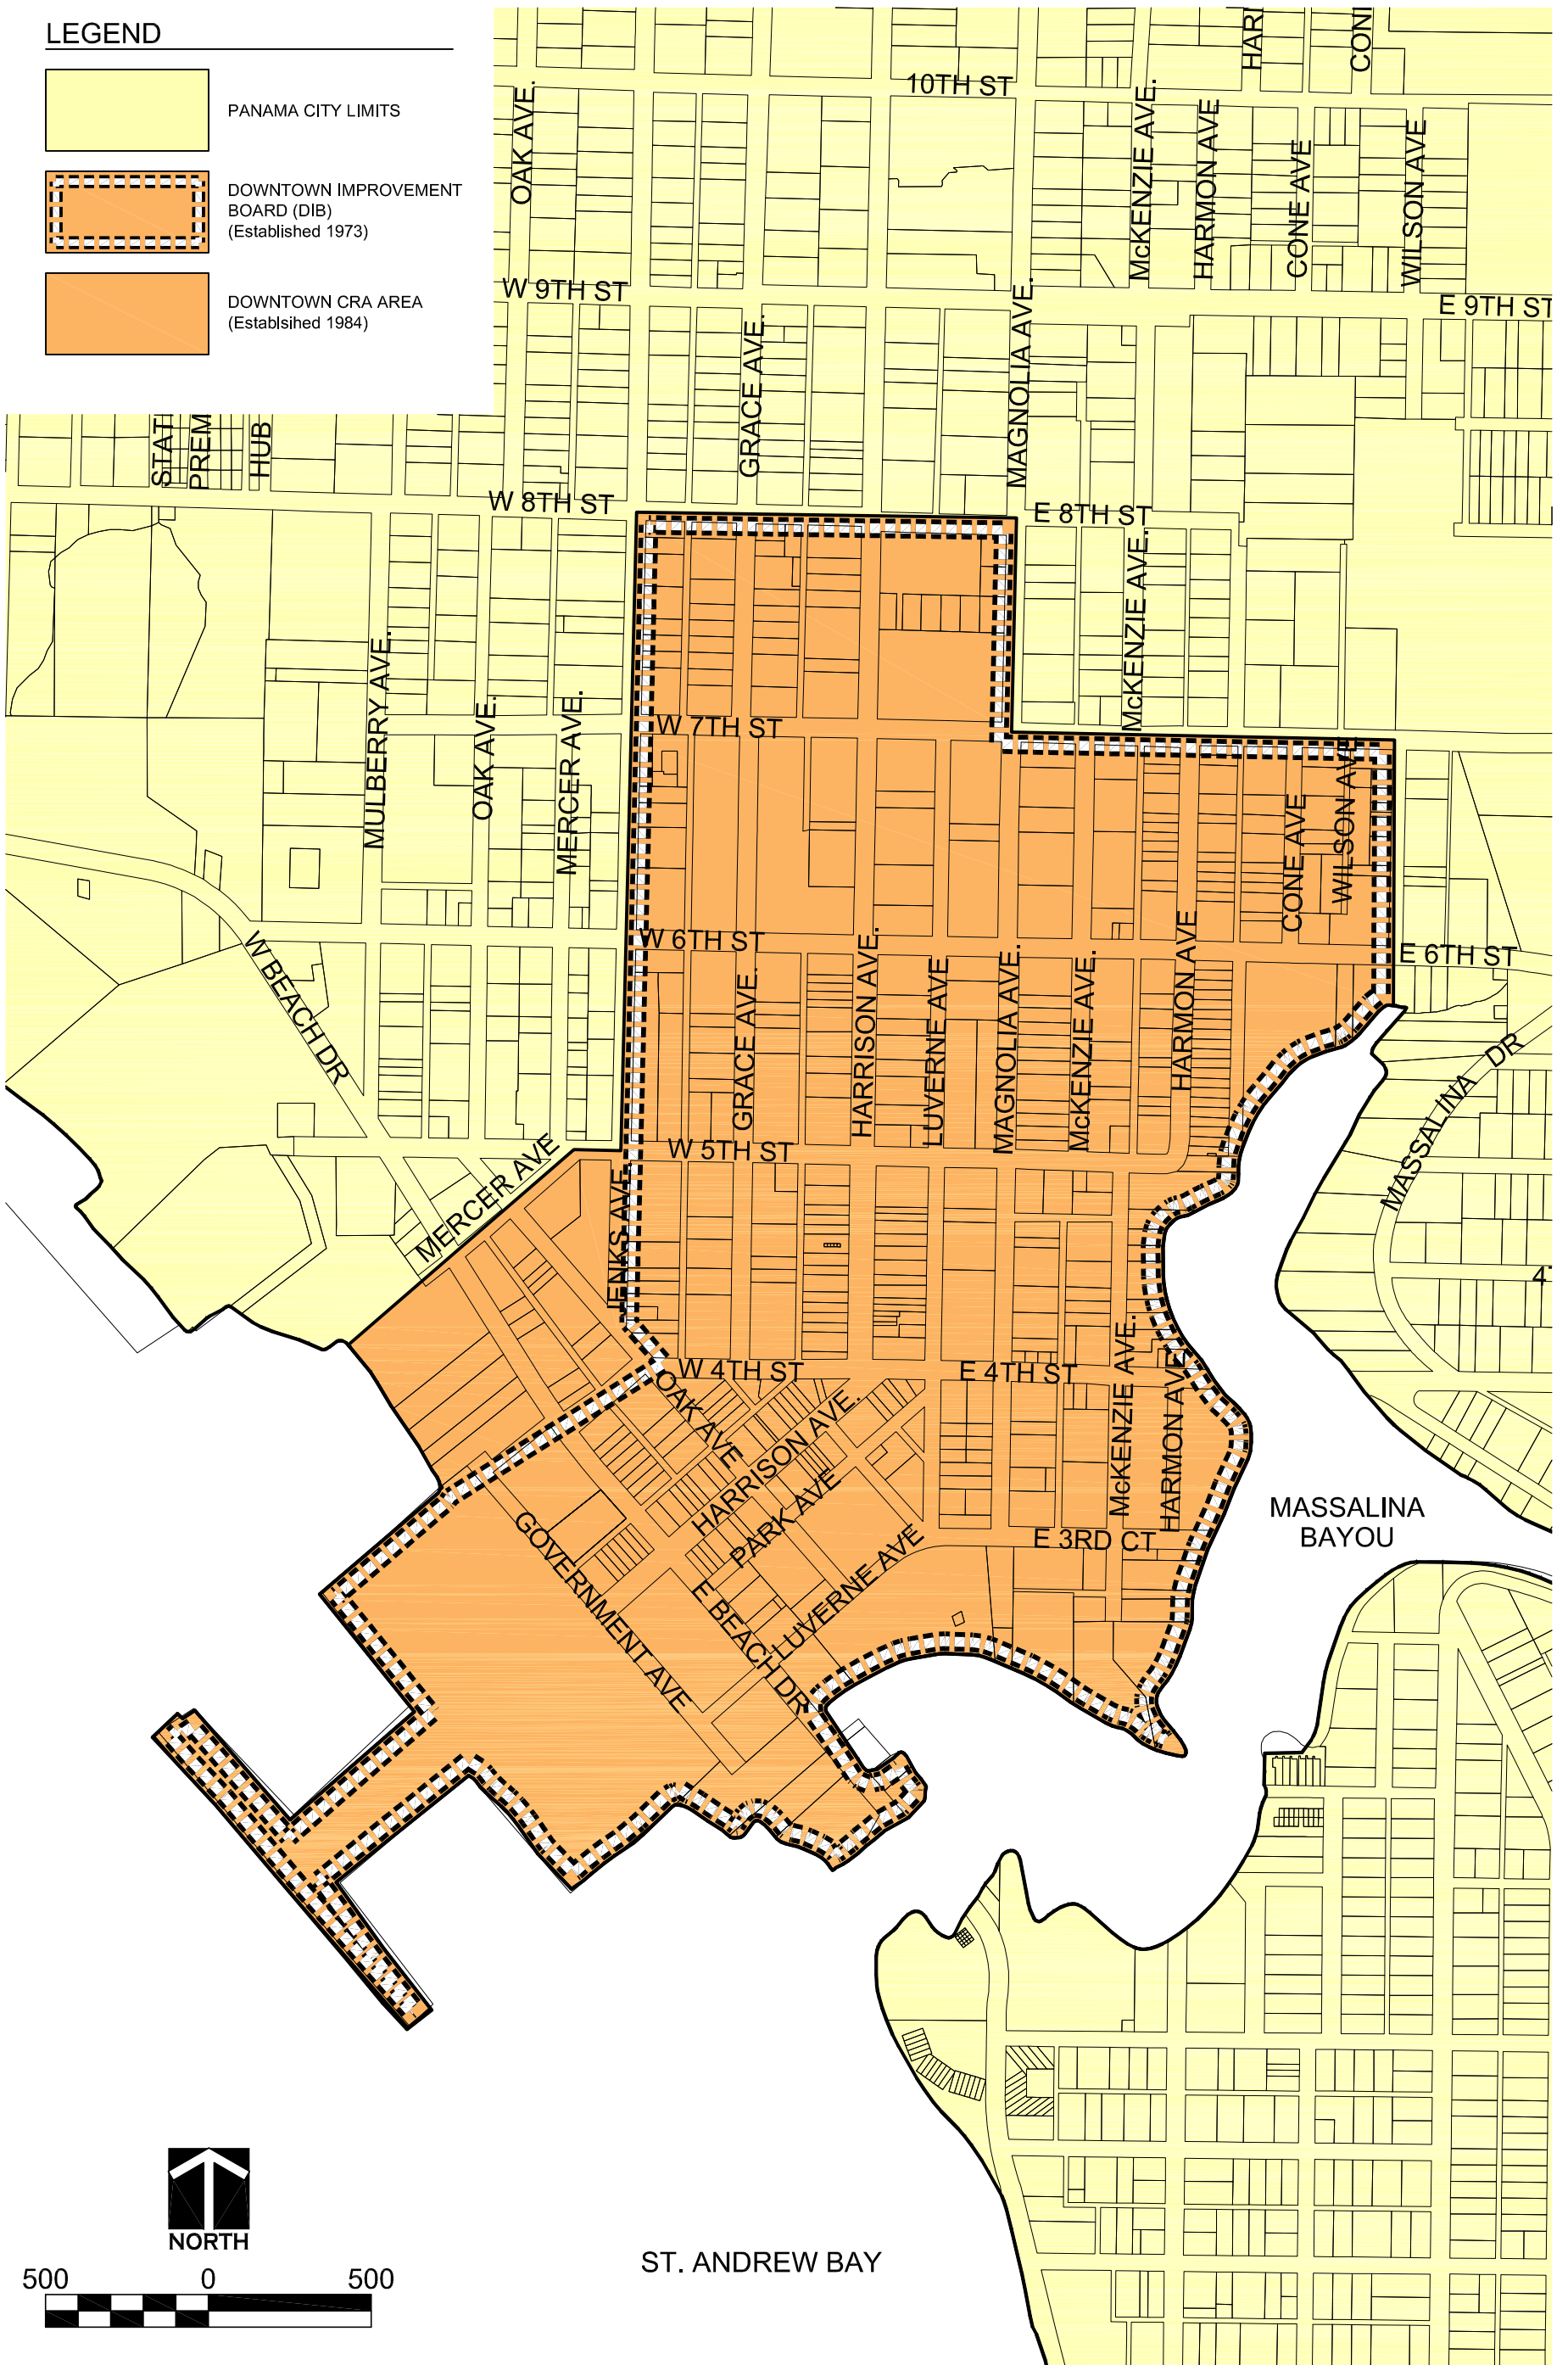 LEGEND
PANAMA CITY LIMITS
DOWNTOWN IMPROVEMENT
BOARD (DIB)
(Established 1973)
DOWNTOWN CRA AREA
(Establsihed 1984)
10TH ST
OAK AVE.
McKENZIE AVE.
HARMON AVE
CONE AVE
WILSON AVE
HARI
CONI
W 9TH ST
E 9TH ST
GRACE AVE.
MAGNOLIA AVE.
STATI
PREM
HUB
W 8TH ST
E 8TH ST
McKENZIE AVE.
MULBERRY AVE.
OAK AVE.
MERCER AVE.
W 7TH ST
CONE AVE
WILSON AVE
W 6TH ST
E 6TH ST
W BEACH DR
GRACE AVE.
HARRISON AVE.
LUVERNE AVE
MAGNOLIA AVE.
McKENZIE AVE.
HARMON AVE
MASSALINA DR
W 5TH ST
MERCER AVE
JENKS AVE
4T
W 4TH ST
E 4TH ST
OAK AVE
HARRISON AVE.
PARK AVE
McKENZIE AVE.
HARMON AVE
MASSALINA
BAYOU
GOVERNMENT AVE
E BEACH DR
LUVERNE AVE
E 3RD CT
NORTH
ST. ANDREW BAY
500 0 500